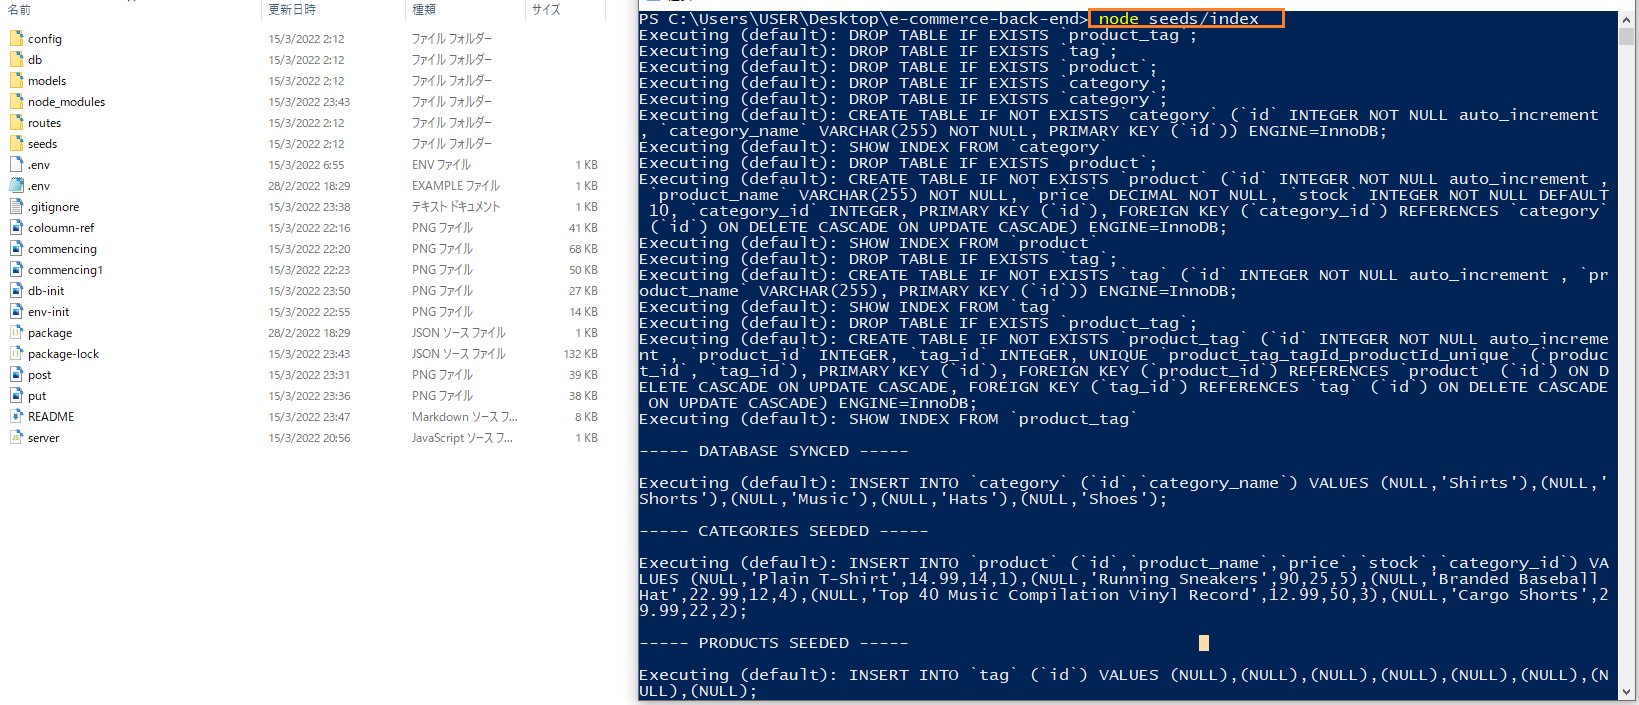 名前 更新日時 種類 サイズ
config 15/3/2022 2:12 ファイル フォルダー
db 15/3/2022 2:12 ファイル フォルダー
models 15/3/2022 2:12 ファイル フォルダー
node_modules 15/3/2022 23:43 ファイル フォルダー
routes 15/3/2022 2:12 ファイル フォルダー
seeds 15/3/2022 2:12 ファイル フォルダー
.env 15/3/2022 6:55 ENV ファイル 1 KB
.env 28/2/2022 18:29 EXAMPLE ファイル 1 KB
.gitignore 15/3/2022 23:38 テキスト ドキュメント 1 KB
coloumn-ref 15/3/2022 22:16 PNG ファイル 41 KB
commencing 15/3/2022 22:20 PNG ファイル 68 KB
commencing1 15/3/2022 22:23 PNG ファイル 50 KB
db-init 15/3/2022 23:50 PNG ファイル 27 KB
env-init 15/3/2022 22:55 PNG ファイル 14 KB
package 28/2/2022 18:29 JSON ソース ファイル 1 KB
package-lock 15/3/2022 23:43 JSON ソース ファイル 132 KB
post 15/3/2022 23:31 PNG ファイル 39 KB
put 15/3/2022 23:36 PNG ファイル 38 KB
README 15/3/2022 23:47 Markdown ソース フ... 8 KB
server 15/3/2022 20:56 JavaScript ソース フ... 1 KB
PS C:\Users\USER\Desktop\e-commerce-back-end> node seeds/index
Executing (default): DROP TABLE IF EXISTS `product_tag`;
Executing (default): DROP TABLE IF EXISTS `tag`;
Executing (default): DROP TABLE IF EXISTS `product`;
Executing (default): DROP TABLE IF EXISTS `category`;
Executing (default): DROP TABLE IF EXISTS `category`;
Executing (default): CREATE TABLE IF NOT EXISTS `category` (`id` INTEGER NOT NULL auto_increment
, `category_name` VARCHAR(255) NOT NULL, PRIMARY KEY (`id`)) ENGINE=InnoDB;
Executing (default): SHOW INDEX FROM `category`
Executing (default): DROP TABLE IF EXISTS `product`;
Executing (default): CREATE TABLE IF NOT EXISTS `product` (`id` INTEGER NOT NULL auto_increment ,
`product_name` VARCHAR(255) NOT NULL, `price` DECIMAL NOT NULL, `stock` INTEGER NOT NULL DEFAULT
10, `category_id` INTEGER, PRIMARY KEY (`id`), FOREIGN KEY (`category_id`) REFERENCES `category`
(`id`) ON DELETE CASCADE ON UPDATE CASCADE) ENGINE=InnoDB;
Executing (default): SHOW INDEX FROM `product`
Executing (default): DROP TABLE IF EXISTS `tag`;
Executing (default): CREATE TABLE IF NOT EXISTS `tag` (`id` INTEGER NOT NULL auto_increment , `pr
oduct_name` VARCHAR(255), PRIMARY KEY (`id`)) ENGINE=InnoDB;
Executing (default): SHOW INDEX FROM `tag`
Executing (default): DROP TABLE IF EXISTS `product_tag`;
Executing (default): CREATE TABLE IF NOT EXISTS `product_tag` (`id` INTEGER NOT NULL auto_increme
nt , `product_id` INTEGER, `tag_id` INTEGER, UNIQUE `product_tag_tagId_productId_unique` (`produc
t_id`, `tag_id`), PRIMARY KEY (`id`), FOREIGN KEY (`product_id`) REFERENCES `product` (`id`) ON D
ELETE CASCADE ON UPDATE CASCADE, FOREIGN KEY (`tag_id`) REFERENCES `tag` (`id`) ON DELETE CASCADE
ON UPDATE CASCADE) ENGINE=InnoDB;
Executing (default): SHOW INDEX FROM `product_tag`
----- DATABASE SYNCED -----
Executing (default): INSERT INTO `category` (`id`,`category_name`) VALUES (NULL,'Shirts'),(NULL,'
Shorts'),(NULL,'Music'),(NULL,'Hats'),(NULL,'Shoes');
----- CATEGORIES SEEDED -----
Executing (default): INSERT INTO `product` (`id`,`product_name`,`price`,`stock`,`category_id`) VA
LUES (NULL,'Plain T-Shirt',14.99,14,1),(NULL,'Running Sneakers',90,25,5),(NULL,'Branded Baseball
Hat',22.99,12,4),(NULL,'Top 40 Music Compilation Vinyl Record',12.99,50,3),(NULL,'Cargo Shorts',2
9.99,22,2);
----- PRODUCTS SEEDED -----
Executing (default): INSERT INTO `tag` (`id`) VALUES (NULL),(NULL),(NULL),(NULL),(NULL),(NULL),(N
ULL),(NULL);